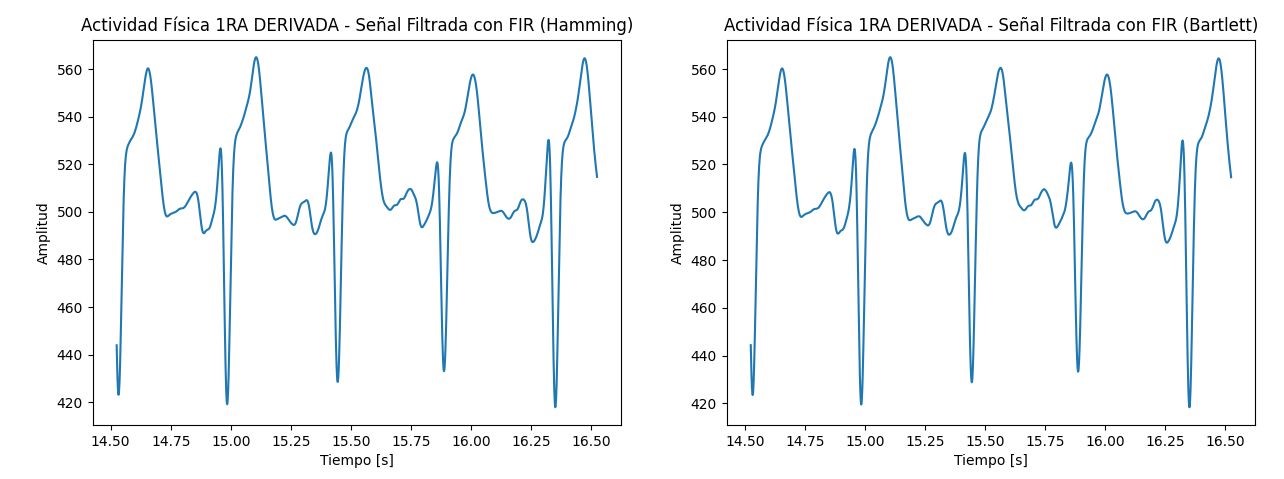 Actividad Física 1RA DERIVADA - Señal Filtrada con FIR (Hamming)
Amplitud
560
540
520
500
480
460
440
420
14.50 14.75 15.00 15.25 15.50 15.75 16.00 16.25 16.50
Tiempo [s]
Actividad Física 1RA DERIVADA - Señal Filtrada con FIR (Bartlett)
Amplitud
560
540
520
500
480
460
440
420
14.50 14.75 15.00 15.25 15.50 15.75 16.00 16.25 16.50
Tiempo [s]